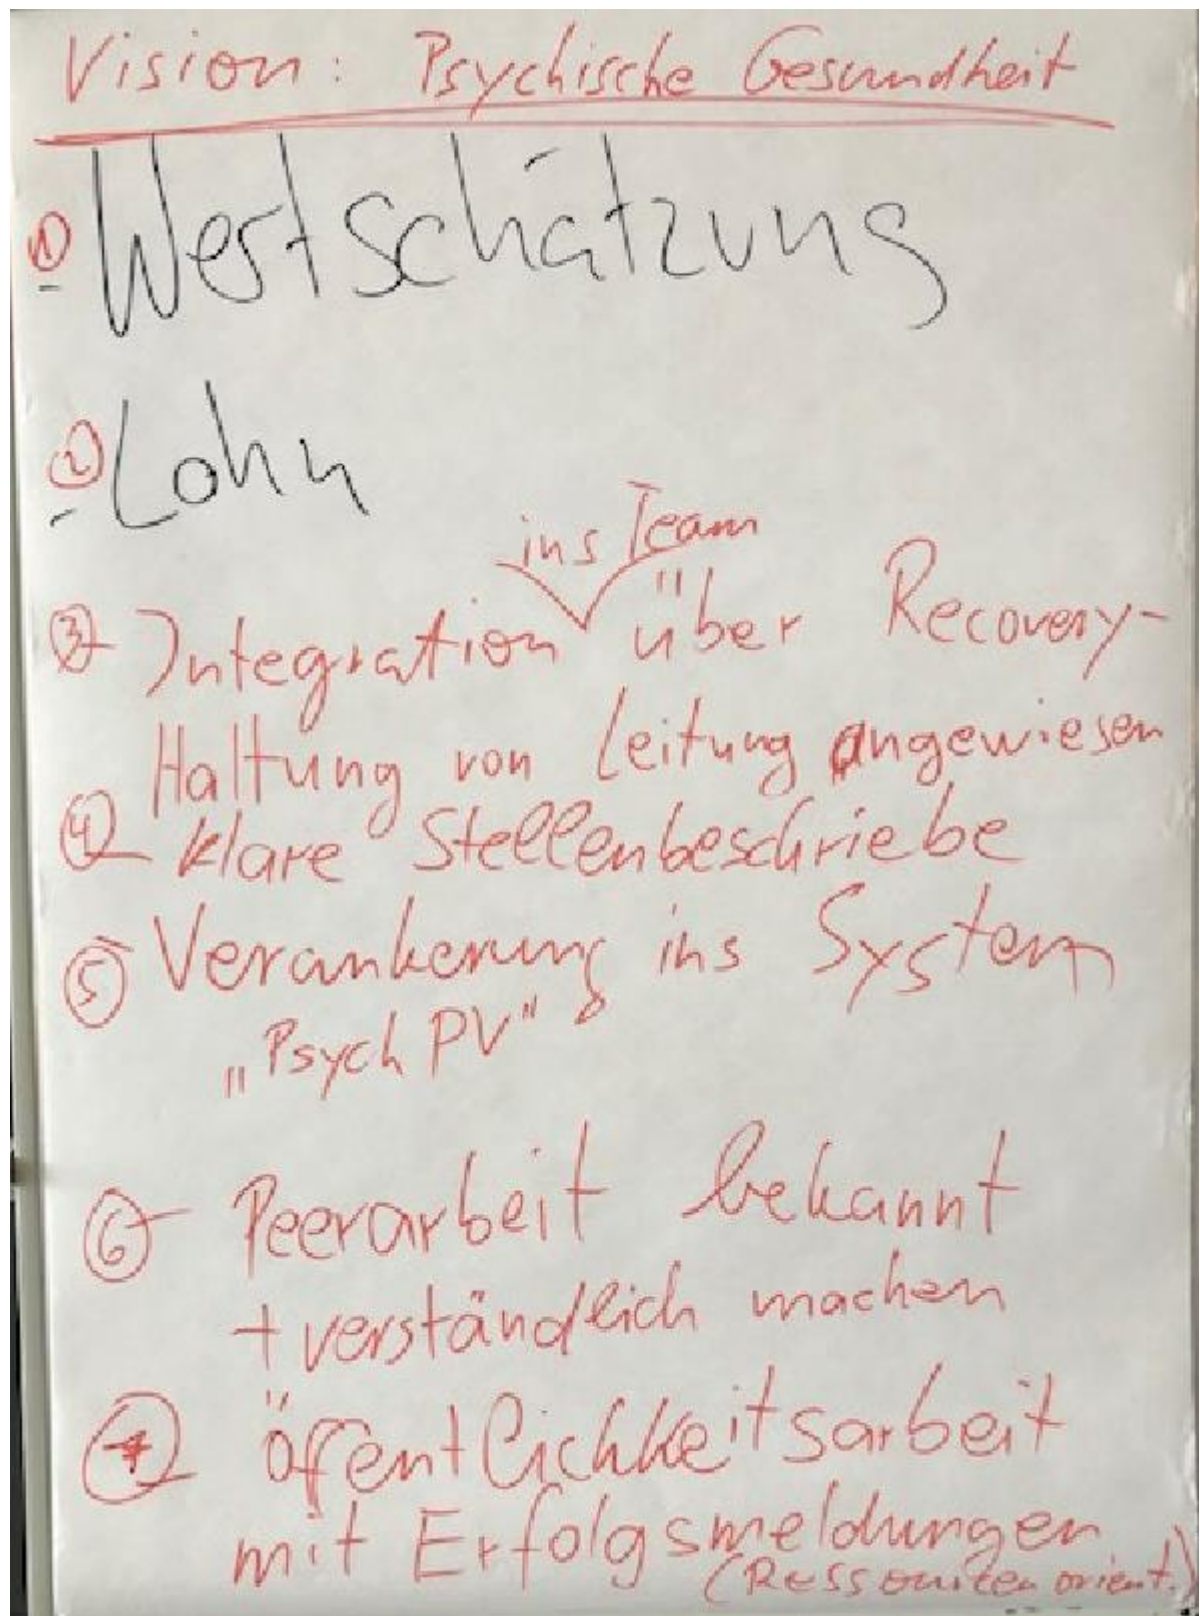 Vision: Psychische Gesundheit
① Wertschätzung
② Lohn
ins Team
③ Integration über Recovery-
Haltung von Leitung angewiesen
④ klare Stellenbeschriebe
⑤ Verankerung ins System
„Psych PV"
⑥ Peerarbeit bekannt
+ verständlich machen
⑦ öffentlichkeitsarbeit
mit Erfolgsmeldungen
(Ressourcen orient.)